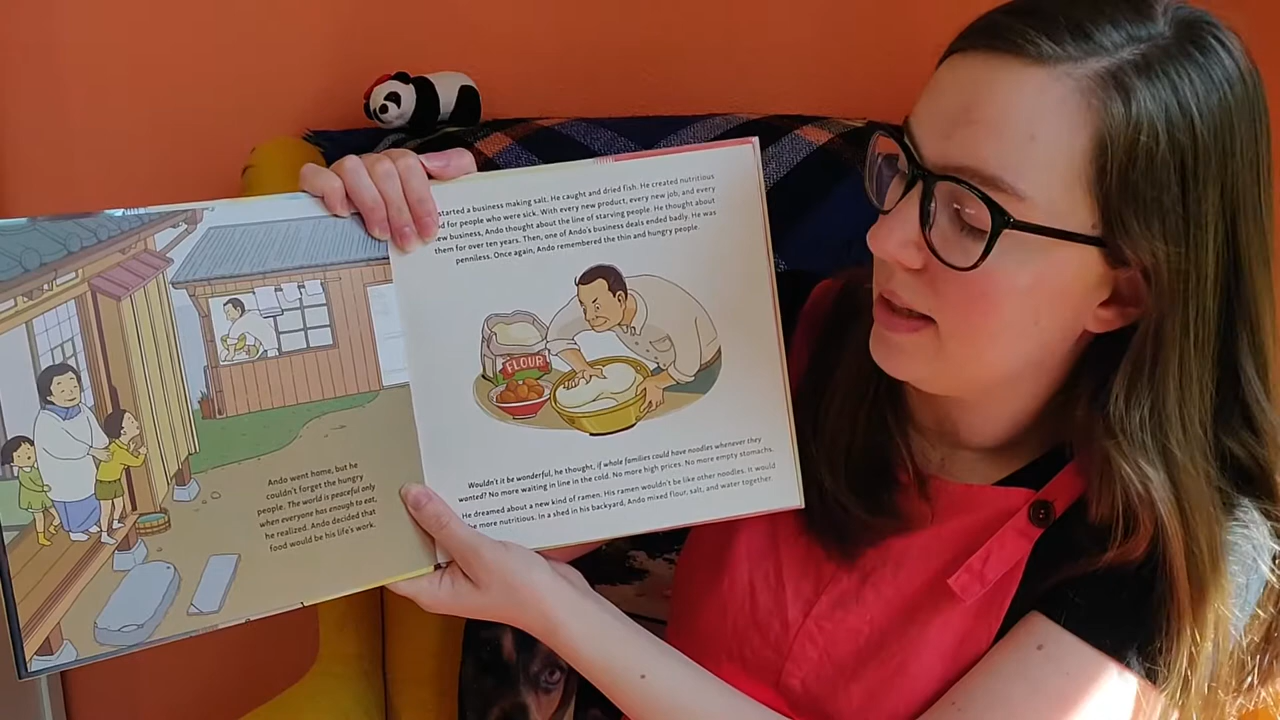 Ando went home, but he
couldn't forget the hungry
people. The world is peaceful only
when everyone has enough to eat,
he realized. Ando decided that
food would be his life's work.
started a business making salt. He caught and dried fish. He created nutritious
for people who were sick. With every new product, every new job, and every
business, Ando thought about the line of starving people. He thought about
them for over ten years. Then, one of Ando's business deals ended badly. He was
penniless. Once again, Ando remembered the thin and hungry people.
FLOUR
Wouldn't it be wonderful, he thought, if whole families could have noodles whenever they
wanted? No more waiting in line in the cold. No more high prices. No more empty stomachs.
He dreamed about a new kind of ramen. His ramen wouldn't be like other noodles. It would
be more nutritious. In a shed in his backyard, Ando mixed flour, salt, and water together.